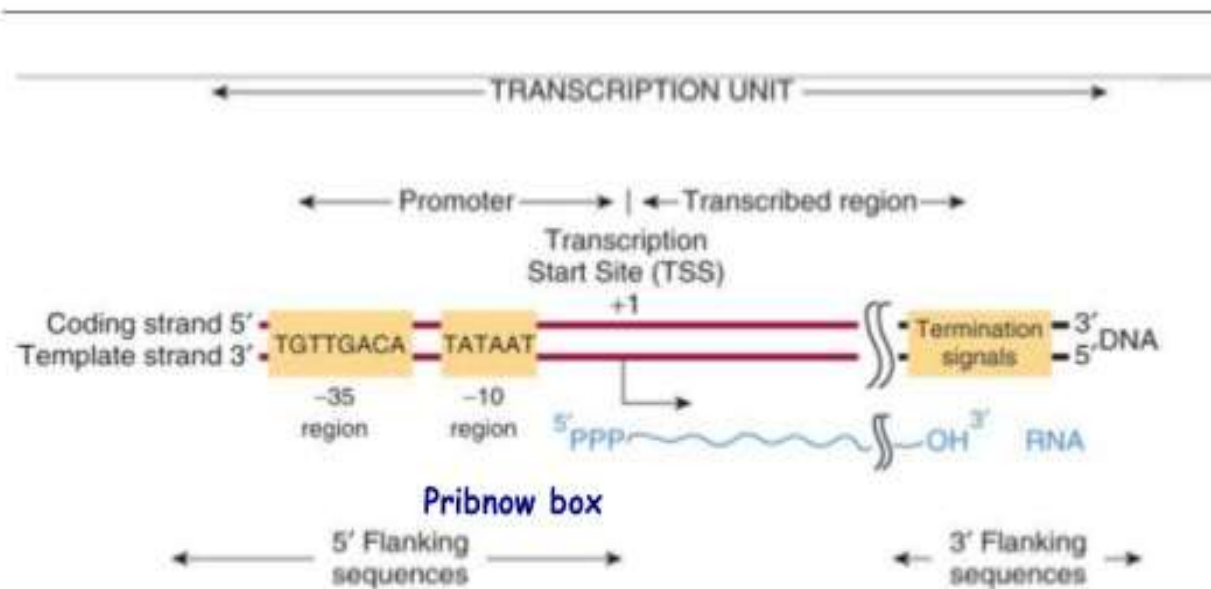 TRANSCRIPTION UNIT
Promoter | Transcribed region
Transcription
Start Site (TSS)
+1
Coding strand 5′ 3′
Template strand 3′ 5′
DNA
TGTTGACA TATAAT
Termination
signals
−35
region
−10
region
5′PPP OH3′ RNA
Pribnow box
5′ Flanking
sequences
3′ Flanking
sequences